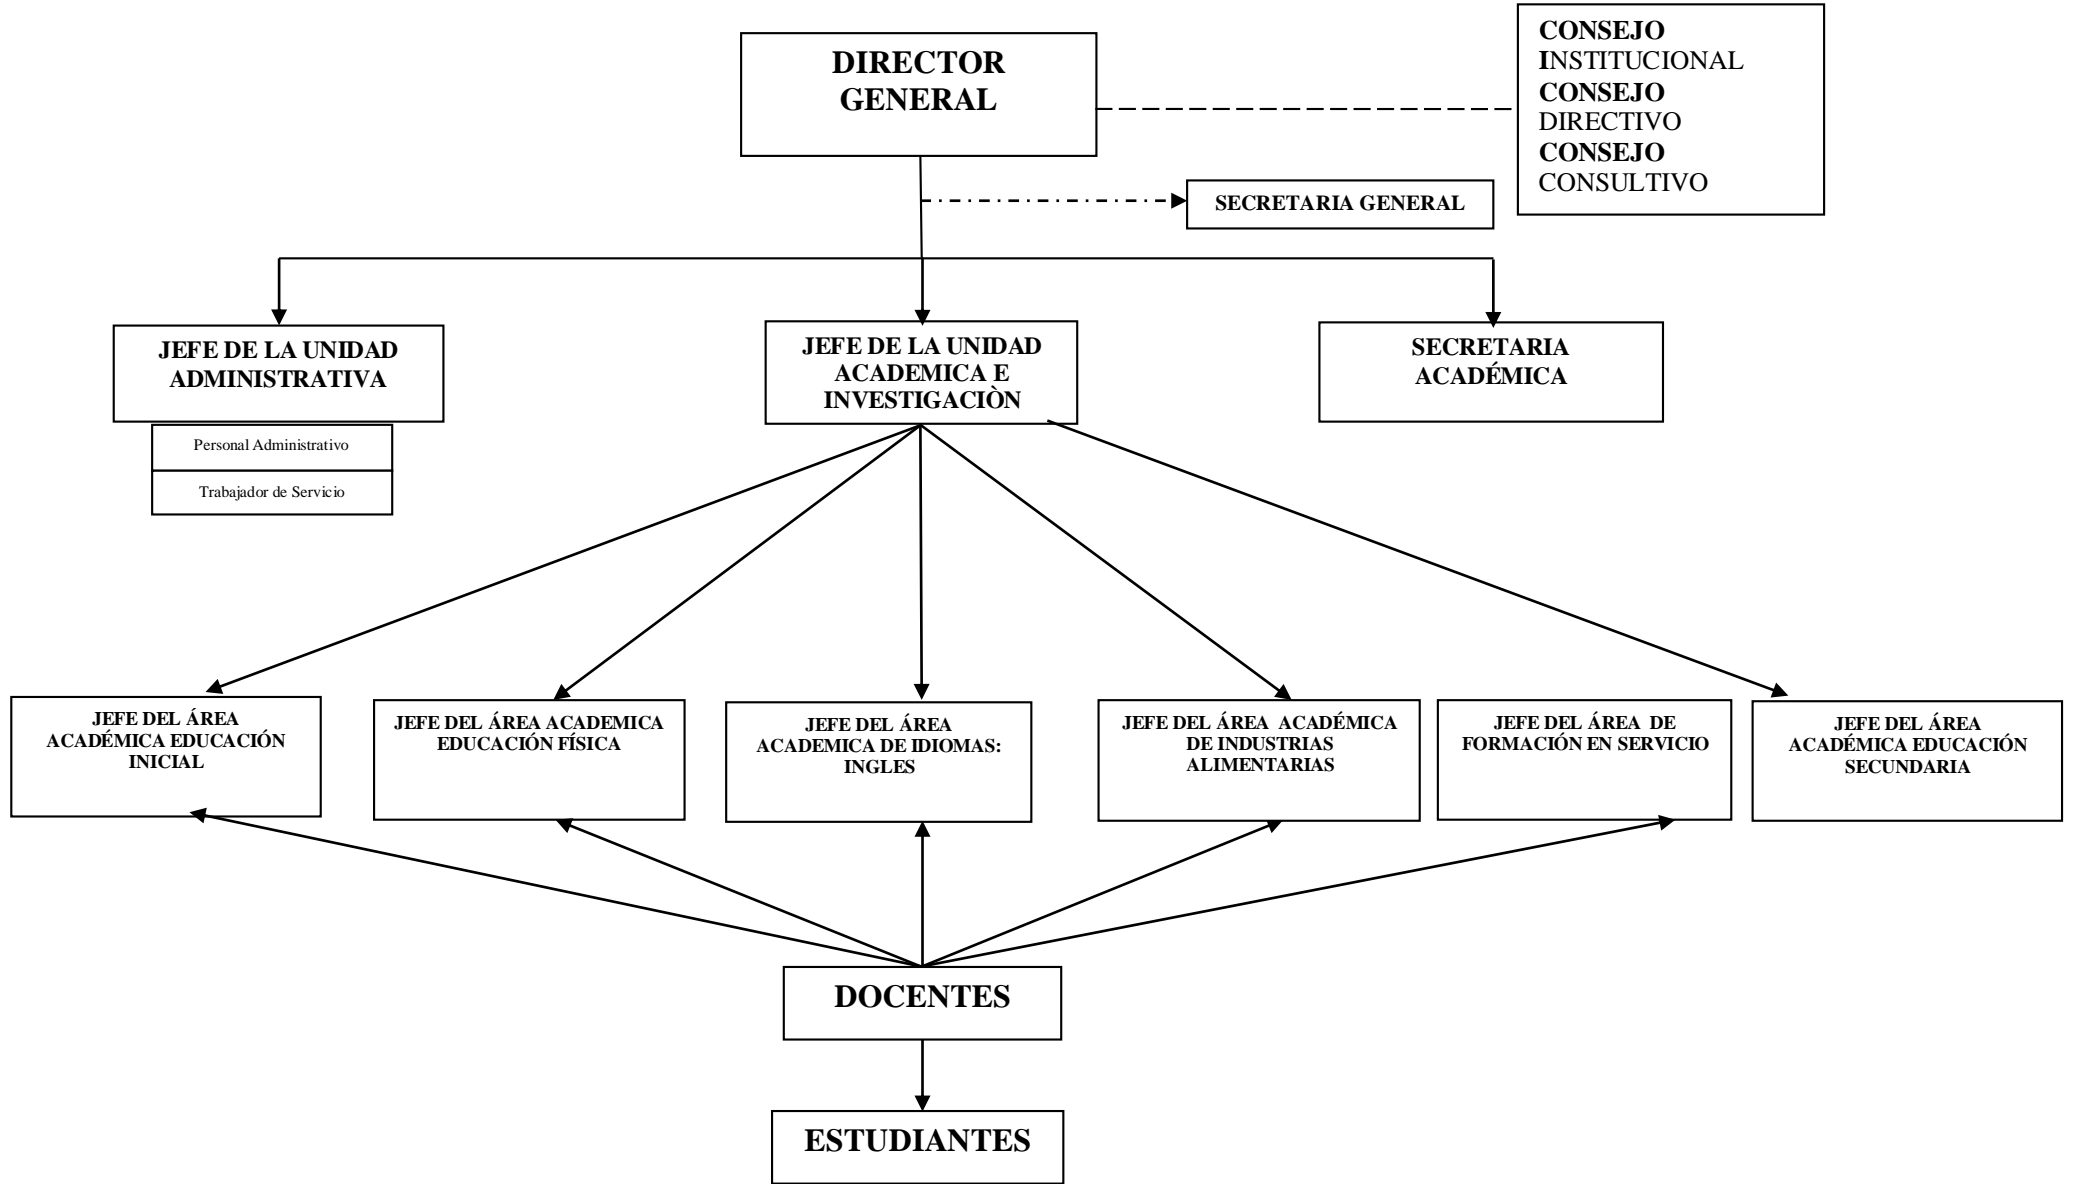 DIRECTOR
GENERAL
CONSEJO
INSTITUCIONAL
CONSEJO
DIRECTIVO
CONSEJO
CONSULTIVO
SECRETARIA GENERAL
JEFE DE LA UNIDAD
ADMINISTRATIVA
Personal Administrativo
Trabajador de Servicio
JEFE DE LA UNIDAD
ACADEMICA E
INVESTIGACIÒN
SECRETARIA
ACADÉMICA
JEFE DEL ÁREA
ACADÉMICA EDUCACIÓN
INICIAL
JEFE DEL ÁREA ACADEMICA
EDUCACIÓN FÍSICA
JEFE DEL ÁREA
ACADEMICA DE IDIOMAS:
INGLES
JEFE DEL ÁREA  ACADÉMICA
DE INDUSTRIAS
ALIMENTARIAS
JEFE DEL ÁREA  DE
FORMACIÓN EN SERVICIO
JEFE DEL ÁREA
ACADÉMICA EDUCACIÓN
SECUNDARIA
DOCENTES
ESTUDIANTES